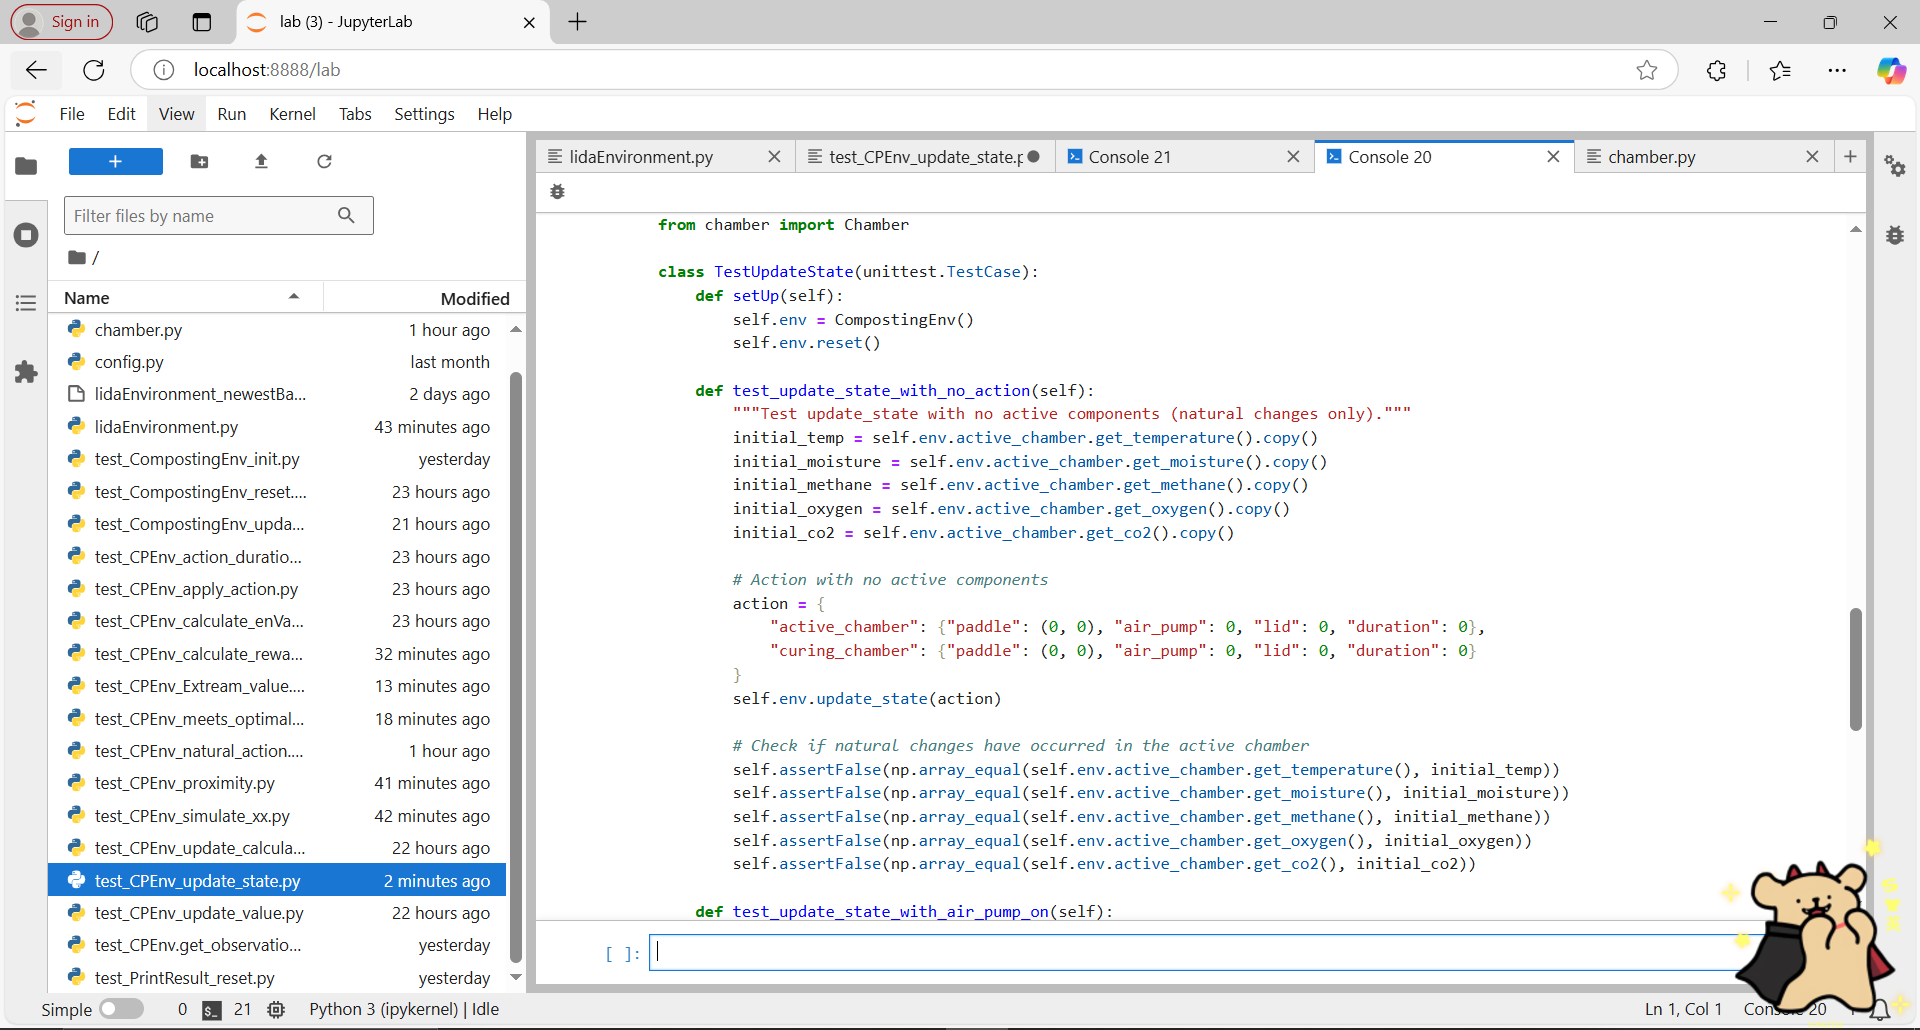 Sign in
lab (3) - JupyterLab
localhost:8888/lab
File Edit View Run Kernel Tabs Settings Help
+
Filter files by name
/
Name Modified
chamber.py 1 hour ago
config.py last month
lidaEnvironment_newestBa... 2 days ago
lidaEnvironment.py 43 minutes ago
test_CompostingEnv_init.py yesterday
test_CompostingEnv_reset.... 23 hours ago
test_CompostingEnv_upda... 21 hours ago
test_CPEnv_action_duratio... 23 hours ago
test_CPEnv_apply_action.py 23 hours ago
test_CPEnv_calculate_enVa... 23 hours ago
test_CPEnv_calculate_rewa... 32 minutes ago
test_CPEnv_Extream_value.... 13 minutes ago
test_CPEnv_meets_optimal... 18 minutes ago
test_CPEnv_natural_action.... 1 hour ago
test_CPEnv_proximity.py 41 minutes ago
test_CPEnv_simulate_xx.py 42 minutes ago
test_CPEnv_update_calcula... 22 hours ago
test_CPEnv_update_state.py 2 minutes ago
test_CPEnv_update_value.py 22 hours ago
test_CPEnv.get_observatio... yesterday
test_PrintResult_reset.py yesterday
lidaEnvironment.py test_CPEnv_update_state.p Console 21 Console 20 chamber.py
from chamber import Chamber
class TestUpdateState(unittest.TestCase):
def setUp(self):
self.env = CompostingEnv()
self.env.reset()
def test_update_state_with_no_action(self):
"""Test update_state with no active components (natural changes only)."""
initial_temp = self.env.active_chamber.get_temperature().copy()
initial_moisture = self.env.active_chamber.get_moisture().copy()
initial_methane = self.env.active_chamber.get_methane().copy()
initial_oxygen = self.env.active_chamber.get_oxygen().copy()
initial_co2 = self.env.active_chamber.get_co2().copy()
# Action with no active components
action = {
"active_chamber": {"paddle": (0, 0), "air_pump": 0, "lid": 0, "duration": 0},
"curing_chamber": {"paddle": (0, 0), "air_pump": 0, "lid": 0, "duration": 0}
}
self.env.update_state(action)
# Check if natural changes have occurred in the active chamber
self.assertFalse(np.array_equal(self.env.active_chamber.get_temperature(), initial_temp))
self.assertFalse(np.array_equal(self.env.active_chamber.get_moisture(), initial_moisture))
self.assertFalse(np.array_equal(self.env.active_chamber.get_methane(), initial_methane))
self.assertFalse(np.array_equal(self.env.active_chamber.get_oxygen(), initial_oxygen))
self.assertFalse(np.array_equal(self.env.active_chamber.get_co2(), initial_co2))
def test_update_state_with_air_pump_on(self):
[ ]:
Simple 0 21 Python 3 (ipykernel) | Idle Ln 1, Col 1 20